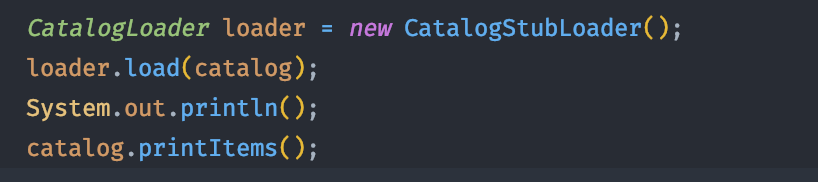 CatalogLoader loader = new CatalogStubLoader();
loader.load(catalog);
System.out.println();
catalog.printItems();